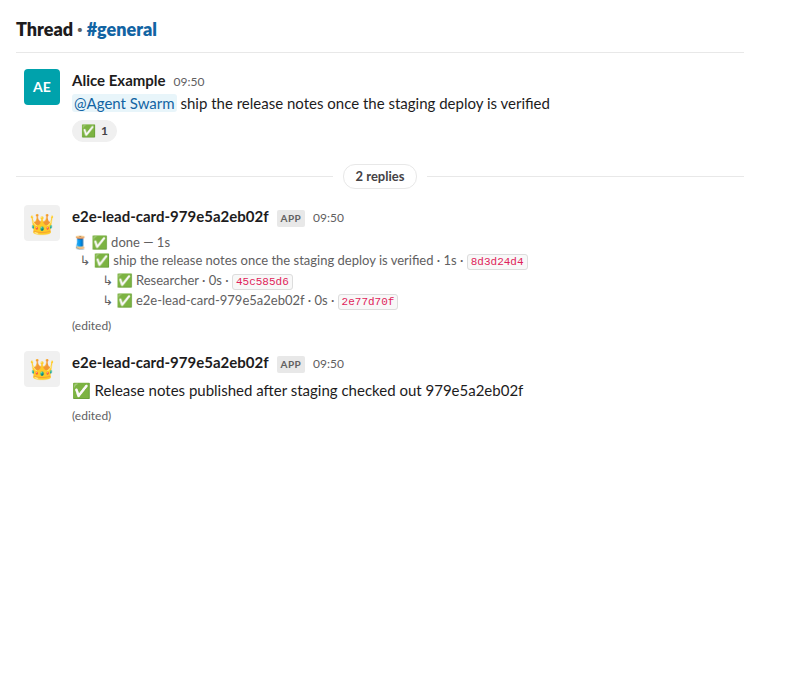 Thread • #general
AE
Alice Example 09:50
@Agent Swarm ship the release notes once the staging deploy is verified
✅ 1
2 replies
e2e-lead-card-979e5a2eb02f APP 09:50
🧵 ✅ done — 1s
↳ ✅ ship the release notes once the staging deploy is verified · 1s · 8d3d24d4
↳ ✅ Researcher · 0s · 45c585d6
↳ ✅ e2e-lead-card-979e5a2eb02f · 0s · 2e77d70f
(edited)
e2e-lead-card-979e5a2eb02f APP 09:50
✅ Release notes published after staging checked out 979e5a2eb02f
(edited)